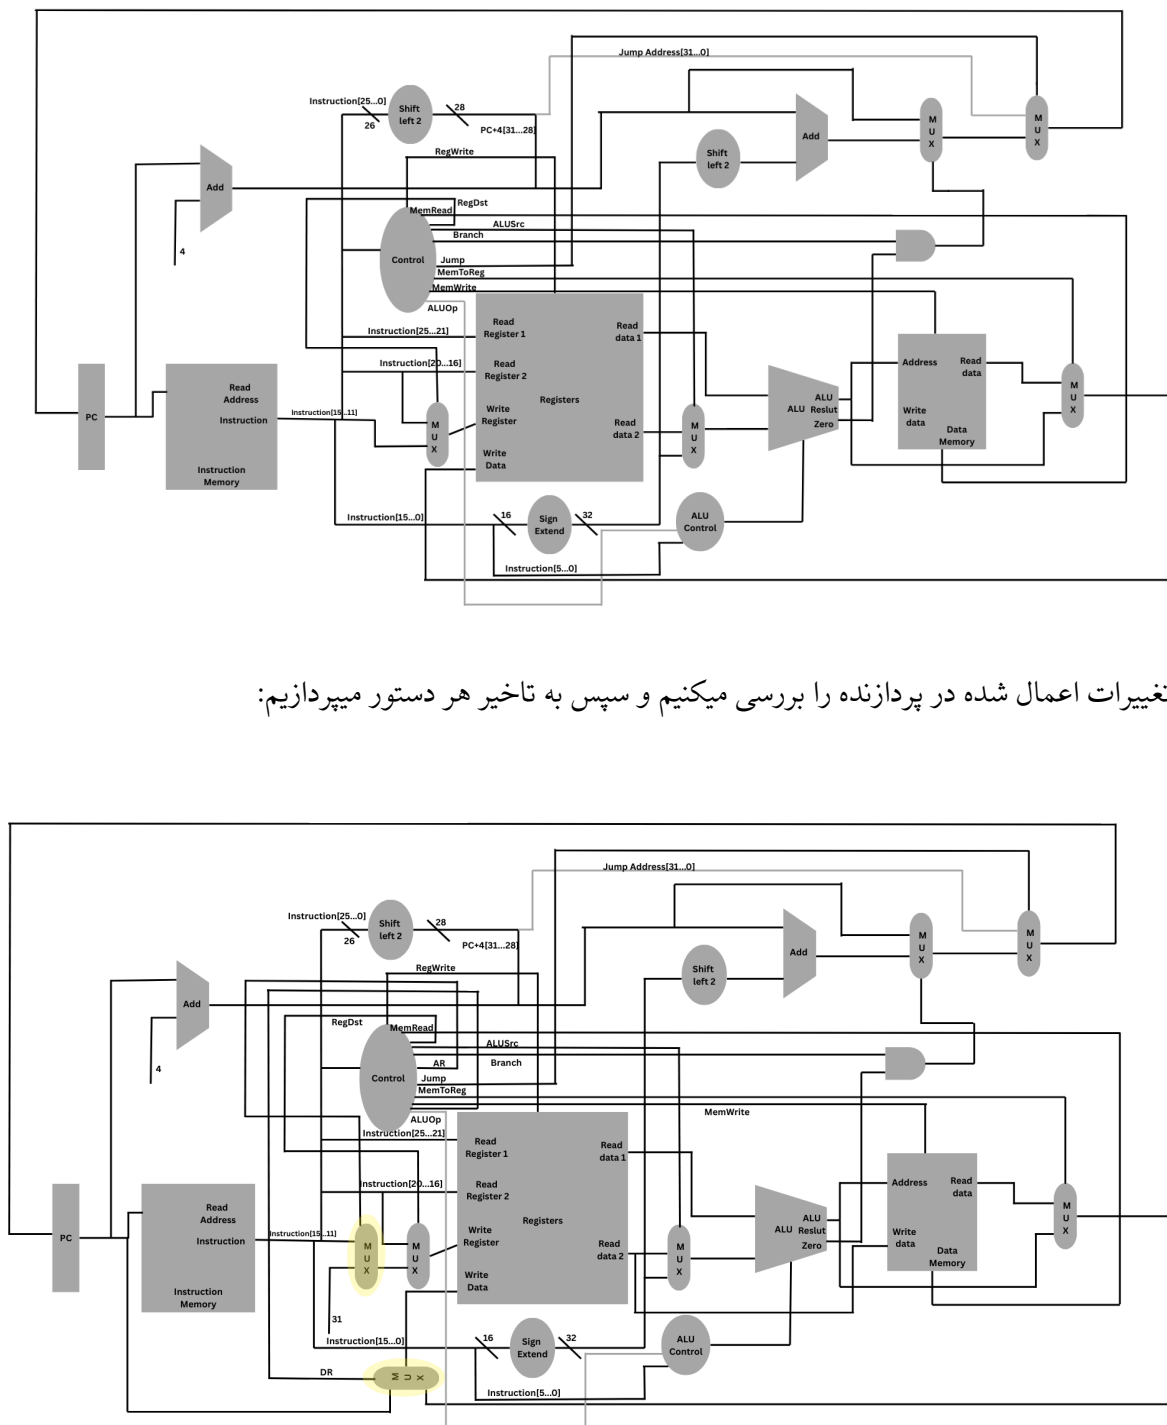 Jump Address[31...0]
Instruction[25...0]
26
Shift
left 2
28
PC+4[31...28]
RegWrite
Add
4
RegDst
MemRead
ALUSrc
Branch
Control
Jump
MemToReg
MemWrite
ALUOp
Shift
left 2
Add
M
U
X
M
U
X
Instruction[25...21]
Instruction[20...16]
Instruction[15...11]
PC
Read
Address
Instruction
Instruction
Memory
M
U
X
Read
Register 1
Read
Register 2
Write
Register
Write
Data
Registers
Read
data 1
Read
data 2
M
U
X
ALU
ALU
Reslut
Zero
Address
Read
data
Write
data
Data
Memory
M
U
X
Instruction[15...0]
16
Sign
Extend
32
ALU
Control
Instruction[5...0]
تغییرات اعمال شده در پردازنده را بررسی میکنیم و سپس به تاخیر هر دستور میپردازیم:
Jump Address[31...0]
Instruction[25...0]
26
Shift
left 2
28
PC+4[31...28]
RegWrite
Add
4
RegDst
MemRead
ALUSrc
AR
Branch
Control
Jump
MemToReg
MemWrite
ALUOp
Shift
left 2
Add
M
U
X
M
U
X
Instruction[25...21]
Instruction[20...16]
Instruction[15...11]
PC
Read
Address
Instruction
Instruction
Memory
M
U
X
31
M
U
X
Read
Register 1
Read
Register 2
Write
Register
Write
Data
Registers
Read
data 1
Read
data 2
M
U
X
ALU
ALU
Reslut
Zero
Address
Read
data
Write
data
Data
Memory
M
U
X
Instruction[15...0]
16
Sign
Extend
32
ALU
Control
DR
M
U
X
Instruction[5...0]